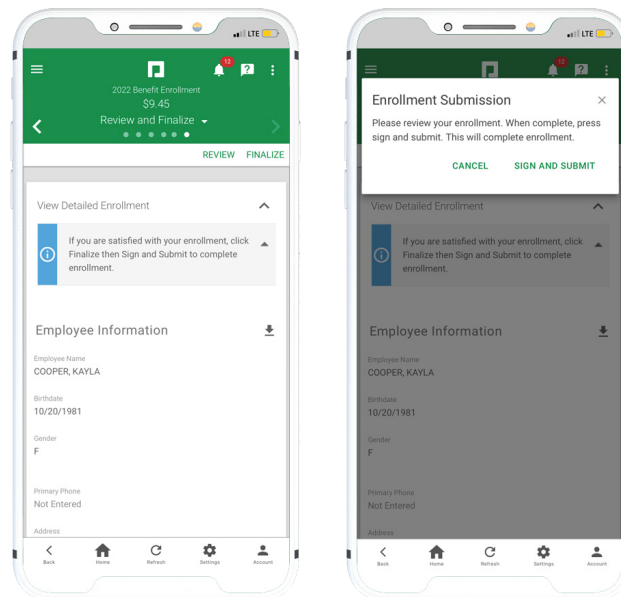 LTE
12
?
2022 Benefit Enrollment
$9.45
Review and Finalize
REVIEW FINALIZE
View Detailed Enrollment
If you are satisfied with your enrollment, click
Finalize then Sign and Submit to complete
enrollment.
Employee Information
Employee Name
COOPER, KAYLA
Birthdate
10/20/1981
Gender
F
Primary Phone
Not Entered
Address
Back Home Refresh Settings Account
LTE
12
?
Enrollment Submission
Please review your enrollment. When complete, press
sign and submit. This will complete enrollment.
CANCEL SIGN AND SUBMIT
View Detailed Enrollment
If you are satisfied with your enrollment, click
Finalize then Sign and Submit to complete
enrollment.
Employee Information
Employee Name
COOPER, KAYLA
Birthdate
10/20/1981
Gender
F
Primary Phone
Not Entered
Address
Back Home Refresh Settings Account